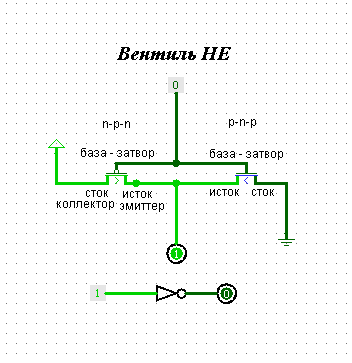 Вентиль НЕ
0
n-p-n
p-n-p
база - затвор
база - затвор
сток
исток
исток
сток
коллектор
эмиттер
1
1
0